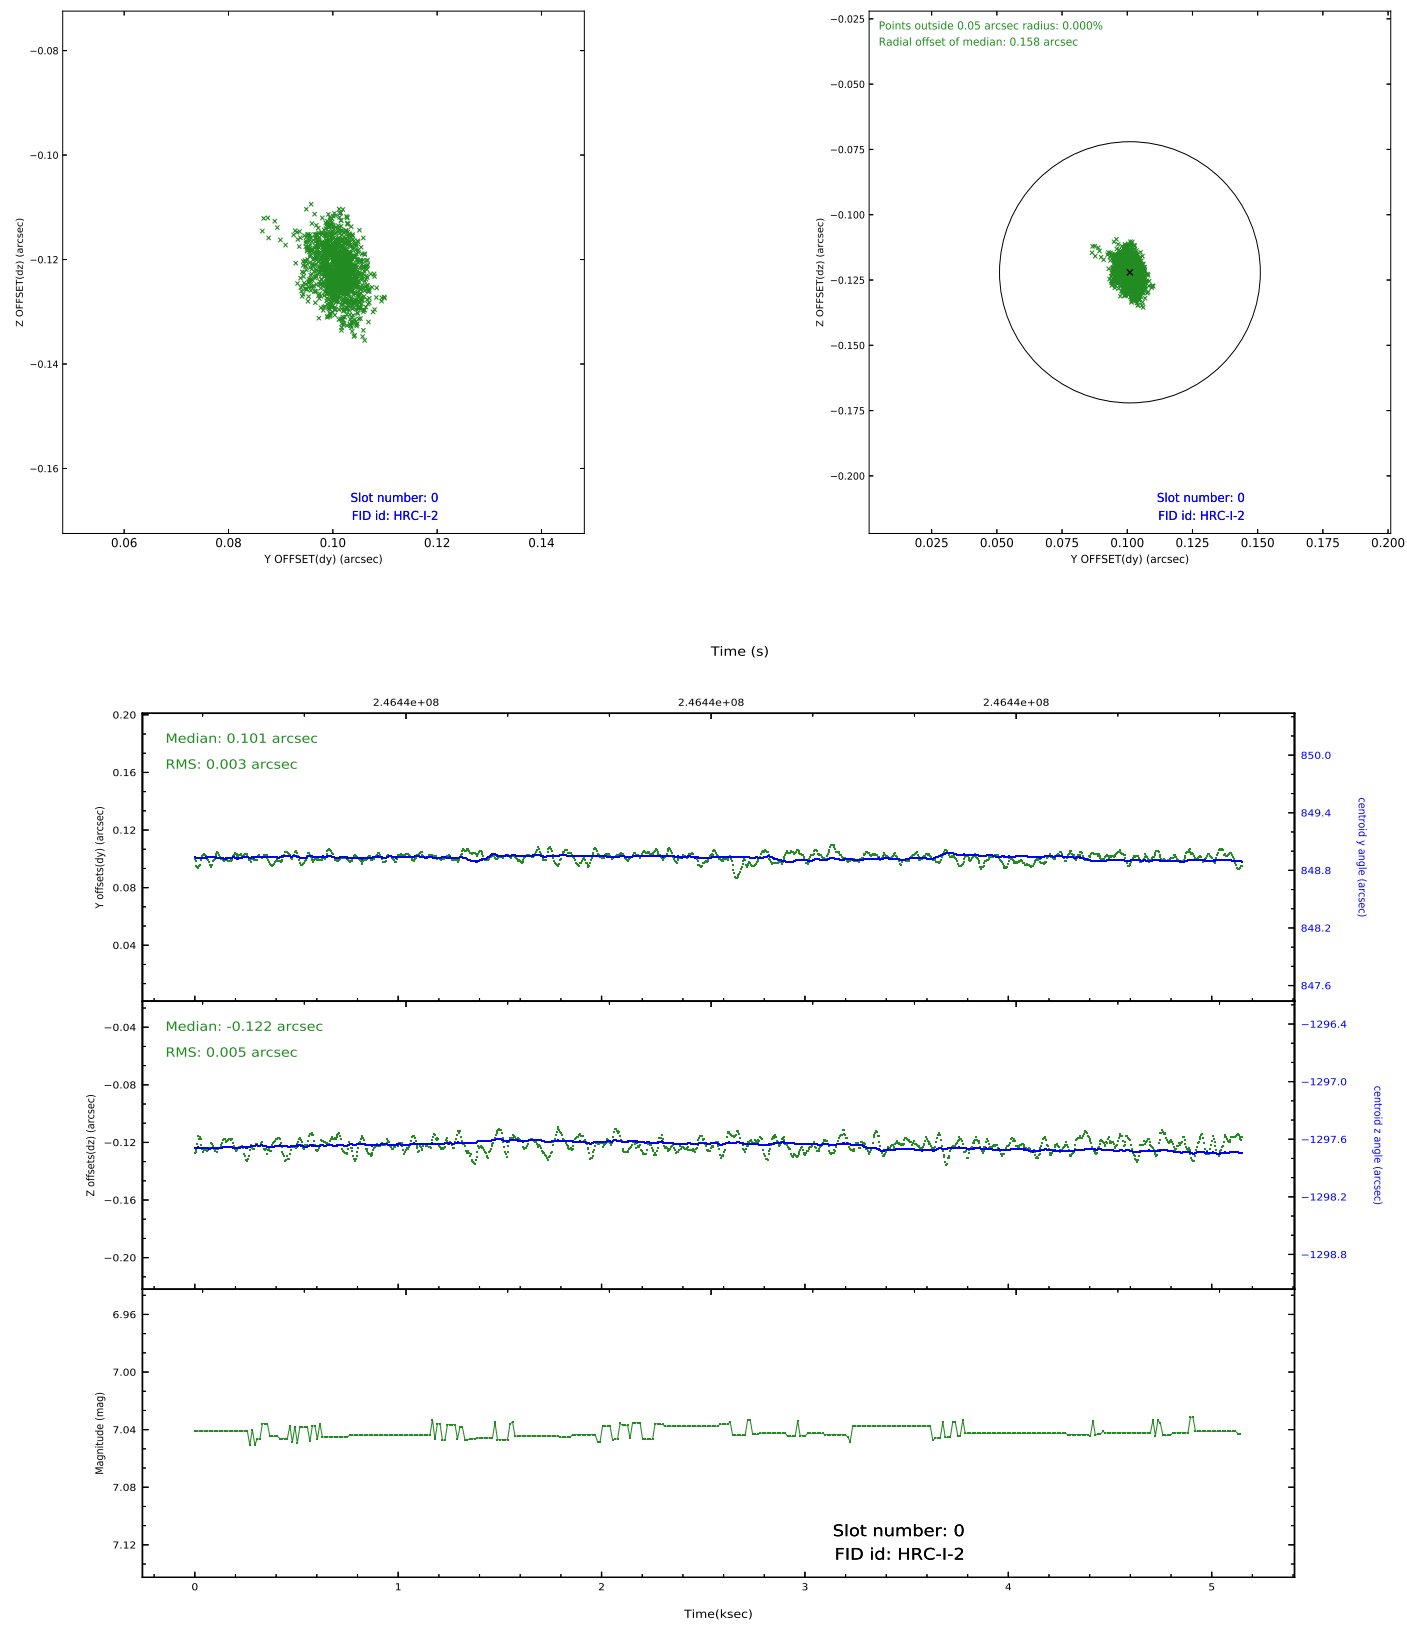 −0.08
−0.10
−0.12
−0.14
−0.16
Z OFFSET(dz) (arcsec)
Slot number: 0
FID id: HRC-I-2
0.06 0.08 0.10 0.12 0.14
Y OFFSET(dy) (arcsec)
Points outside 0.05 arcsec radius: 0.000%
Radial offset of median: 0.158 arcsec
−0.025
−0.050
−0.075
−0.100
−0.125
−0.150
−0.175
−0.200
Z OFFSET(dz) (arcsec)
Slot number: 0
FID id: HRC-I-2
0.025 0.050 0.075 0.100 0.125 0.150 0.175 0.200
Y OFFSET(dy) (arcsec)
Time (s)
2.4644e+08 2.4644e+08 2.4644e+08
Median: 0.101 arcsec
RMS: 0.003 arcsec
0.20
0.16
0.12
0.08
0.04
Y offsets(dy) (arcsec)
850.0
849.4
848.8
848.2
847.6
centroid y angle (arcsec)
Median: -0.122 arcsec
RMS: 0.005 arcsec
−0.04
−0.08
−0.12
−0.16
−0.20
Z offsets(dz) (arcsec)
−1296.4
−1297.0
−1297.6
−1298.2
−1298.8
centroid z angle (arcsec)
6.96
7.00
7.04
7.08
7.12
Magnitude (mag)
Slot number: 0
FID id: HRC-I-2
0 1 2 3 4 5
Time(ksec)